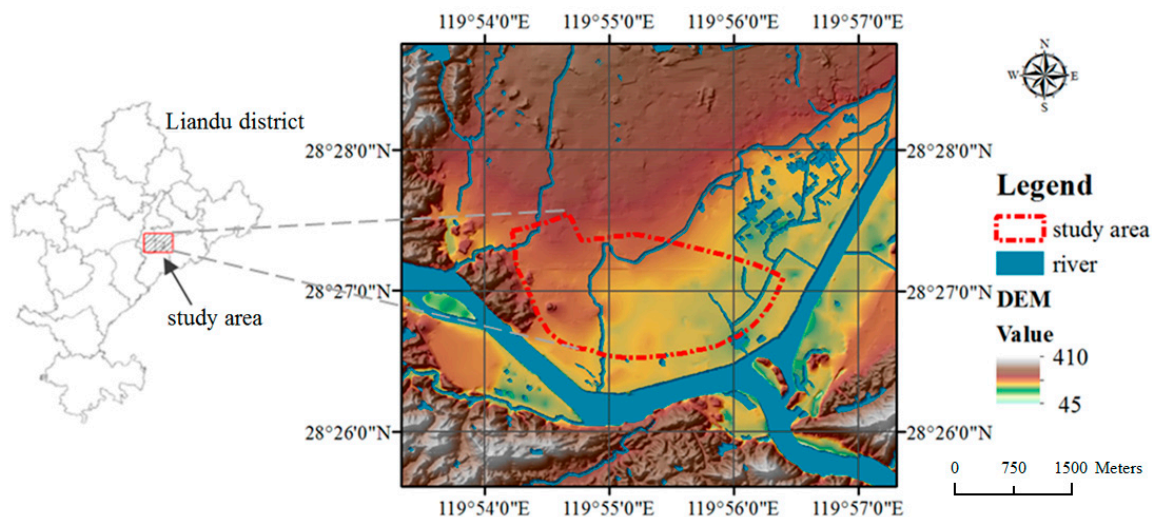 Liandu district
study area
119°54'0"E 119°55'0"E 119°56'0"E 119°57'0"E
28°28'0"N 28°28'0"N
28°27'0"N 28°27'0"N
28°26'0"N 28°26'0"N
119°54'0"E 119°55'0"E 119°56'0"E 119°57'0"E
N
W E
S
Legend
study area
river
DEM
Value
410
45
0 750 1500 Meters